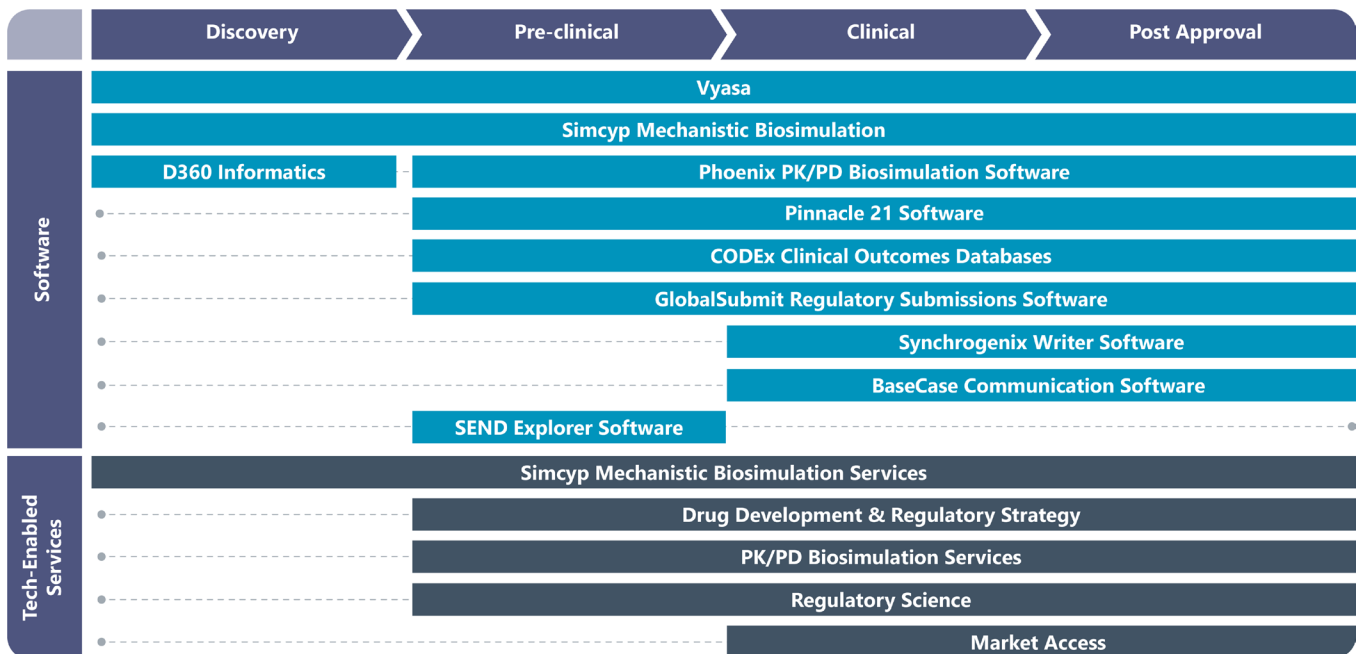 Discovery
Pre-clinical
Clinical
Post Approval
Software
Vyasa
Simcyp Mechanistic Biosimulation
D360 Informatics
Phoenix PK/PD Biosimulation Software
Pinnacle 21 Software
CODEx Clinical Outcomes Databases
GlobalSubmit Regulatory Submissions Software
Synchrogenix Writer Software
BaseCase Communication Software
SEND Explorer Software
Tech-Enabled
Services
Simcyp Mechanistic Biosimulation Services
Drug Development & Regulatory Strategy
PK/PD Biosimulation Services
Regulatory Science
Market Access